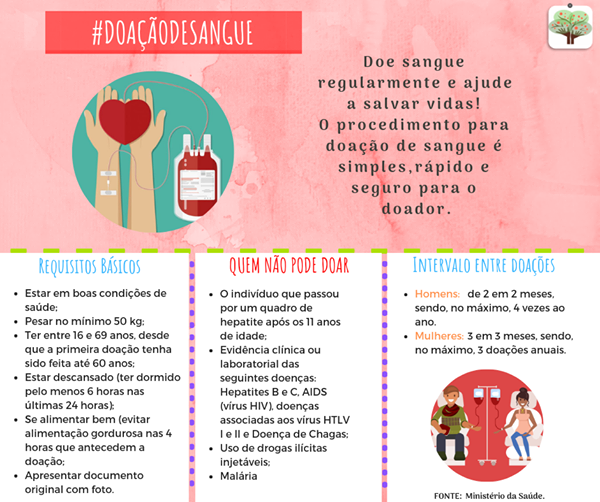 #DOAÇÃODESANGUE
Doe sangue
regularmente e ajude
a salvar vidas!
O procedimento para
doação de sangue é
simples,rápido e
seguro para o
doador.
Requisitos Básicos
• Estar em boas condições de
saúde;
• Pesar no mínimo 50 kg;
• Ter entre 16 e 69 anos, desde
que a primeira doação tenha
sido feita até 60 anos;
• Estar descansado (ter dormido
pelo menos 6 horas nas
últimas 24 horas);
• Se alimentar bem (evitar
alimentação gordurosa nas 4
horas que antecedem a
doação;
• Apresentar documento
original com foto.
QUEM NÃO PODE DOAR
• O indivíduo que passou
por um quadro de
hepatite após os 11 anos
de idade;
• Evidência clínica ou
laboratorial das
seguintes doenças:
Hepatites B e C, AIDS
(vírus HIV), doenças
associadas aos vírus HTLV
I e II e Doença de Chagas;
• Uso de drogas ilícitas
injetáveis;
• Malária
Intervalo entre doações
• Homens: de 2 em 2 meses,
sendo, no máximo, 4 vezes ao
ano.
• Mulheres: 3 em 3 meses, sendo,
no máximo, 3 doações anuais.
FONTE: Ministério da Saúde.